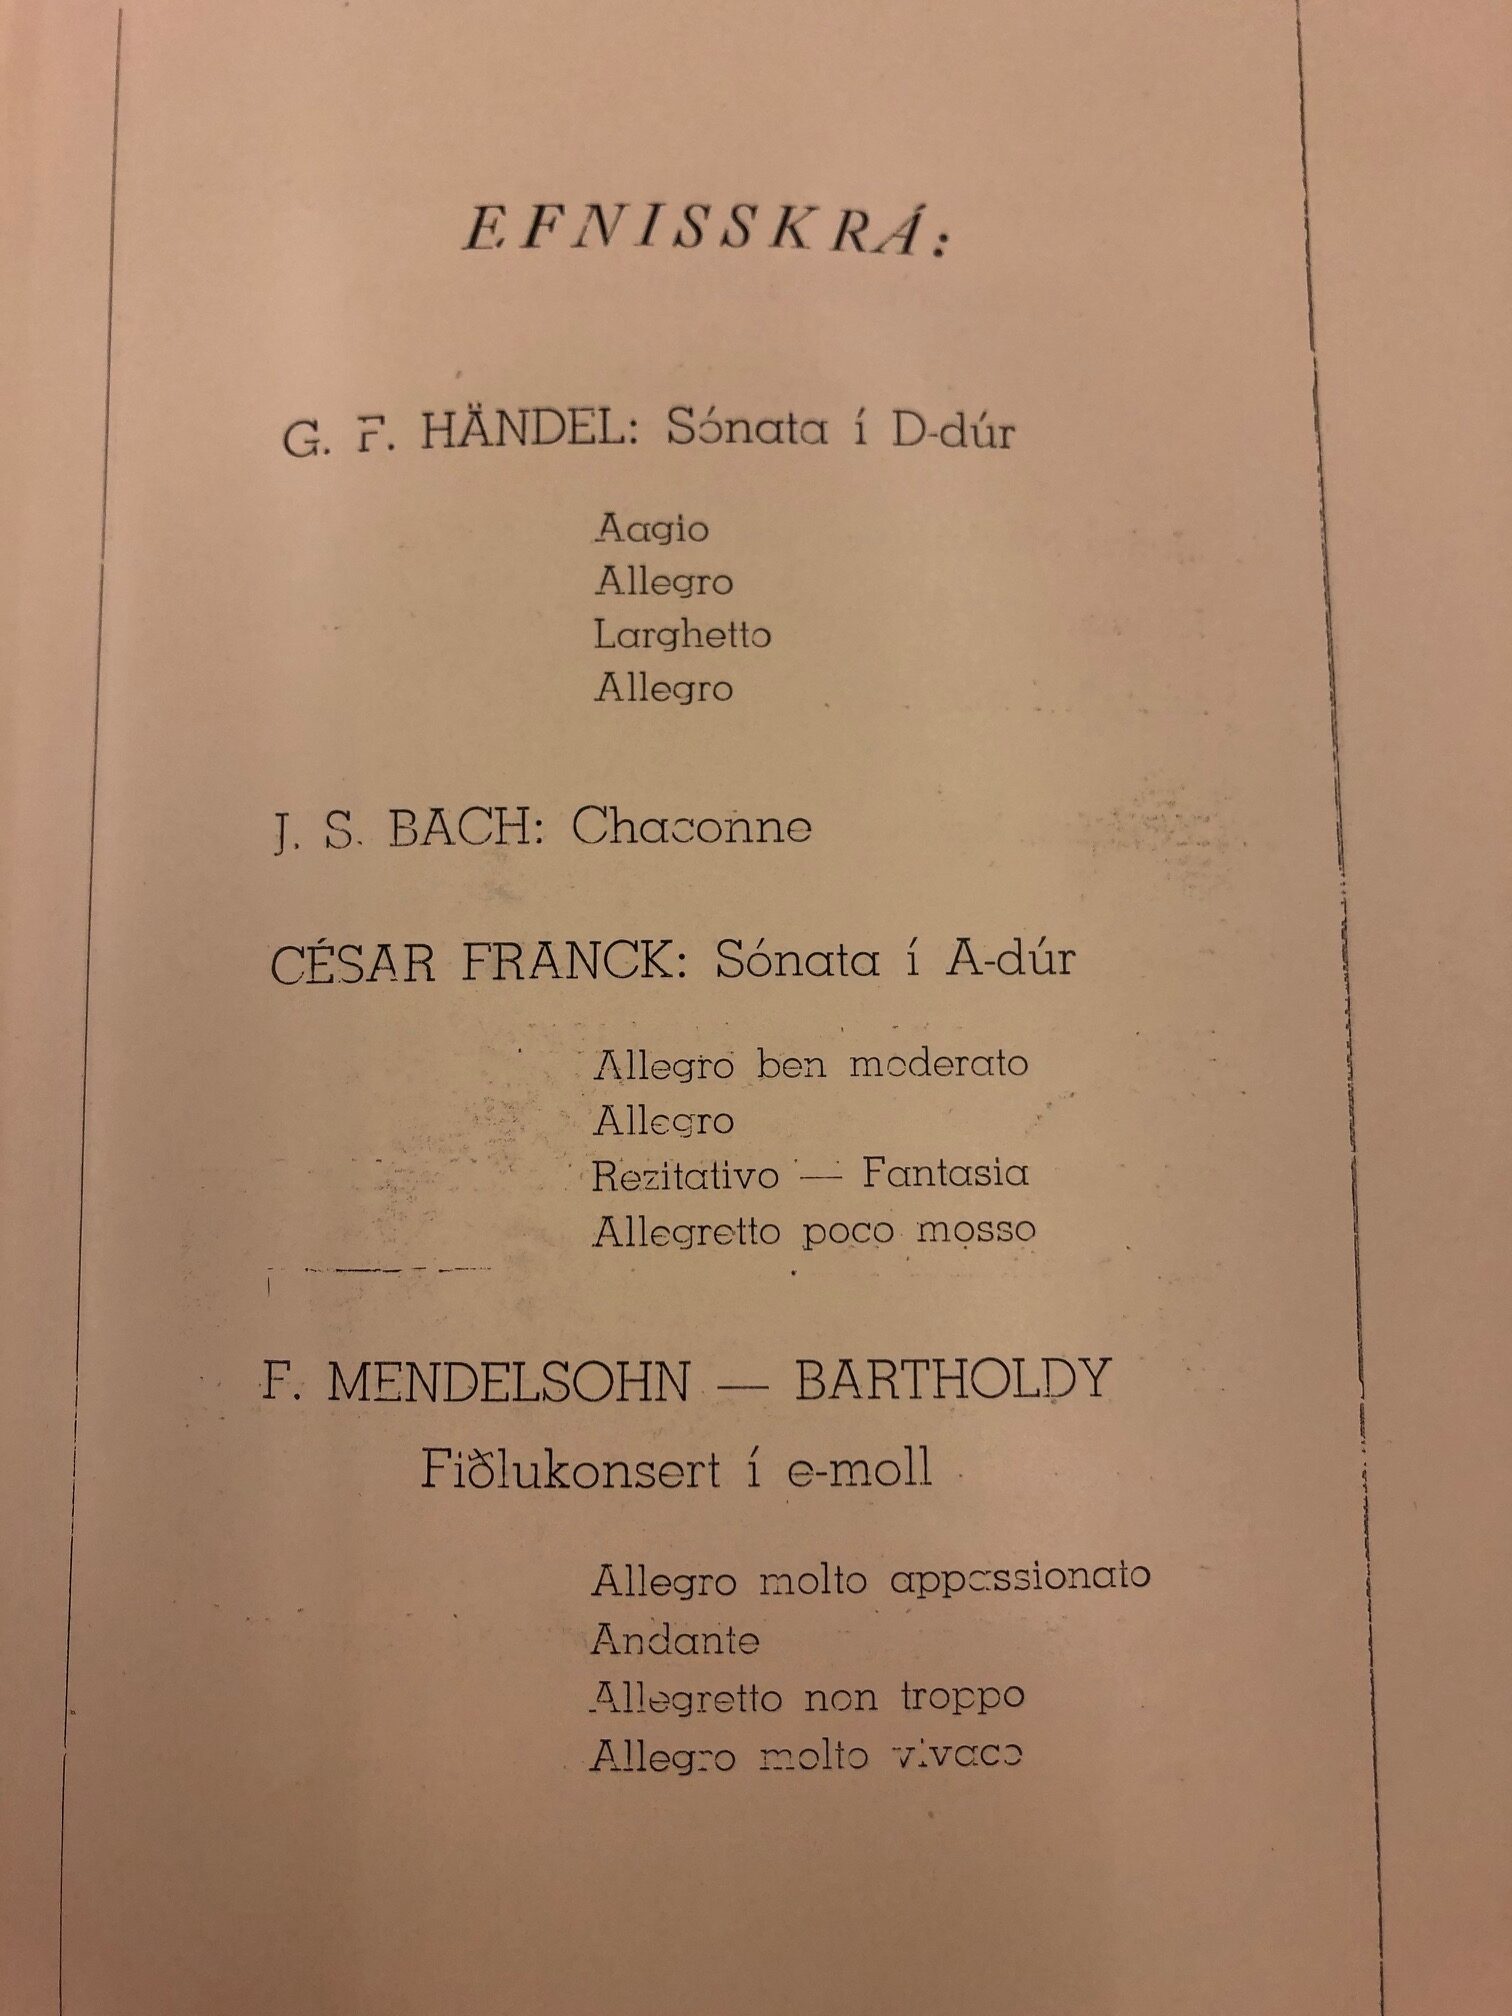 EFNISSKRÁ:
G. F. HÄNDEL: Sónata í D-dúr
Aagio
Allegro
Larghetto
Allegro
J. S. BACH: Chaconne
CÉSAR FRANCK: Sónata í A-dúr
Allegro ben moderato
Allegro
Rezitativo — Fantasia
Allegretto poco mosso
F. MENDELSOHN — BARTHOLDY
Fiðlukonsert í e-moll
Allegro molto appassionato
Andante
Allegretto non troppo
Allegro molto vivace